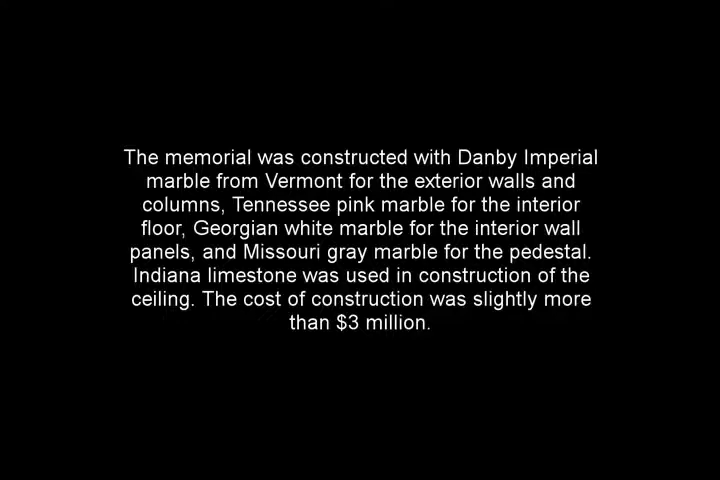 The memorial was constructed with Danby Imperial
marble from Vermont for the exterior walls and
columns, Tennessee pink marble for the interior
floor, Georgian white marble for the interior wall
panels, and Missouri gray marble for the pedestal.
Indiana limestone was used in construction of the
ceiling. The cost of construction was slightly more
than $3 million.